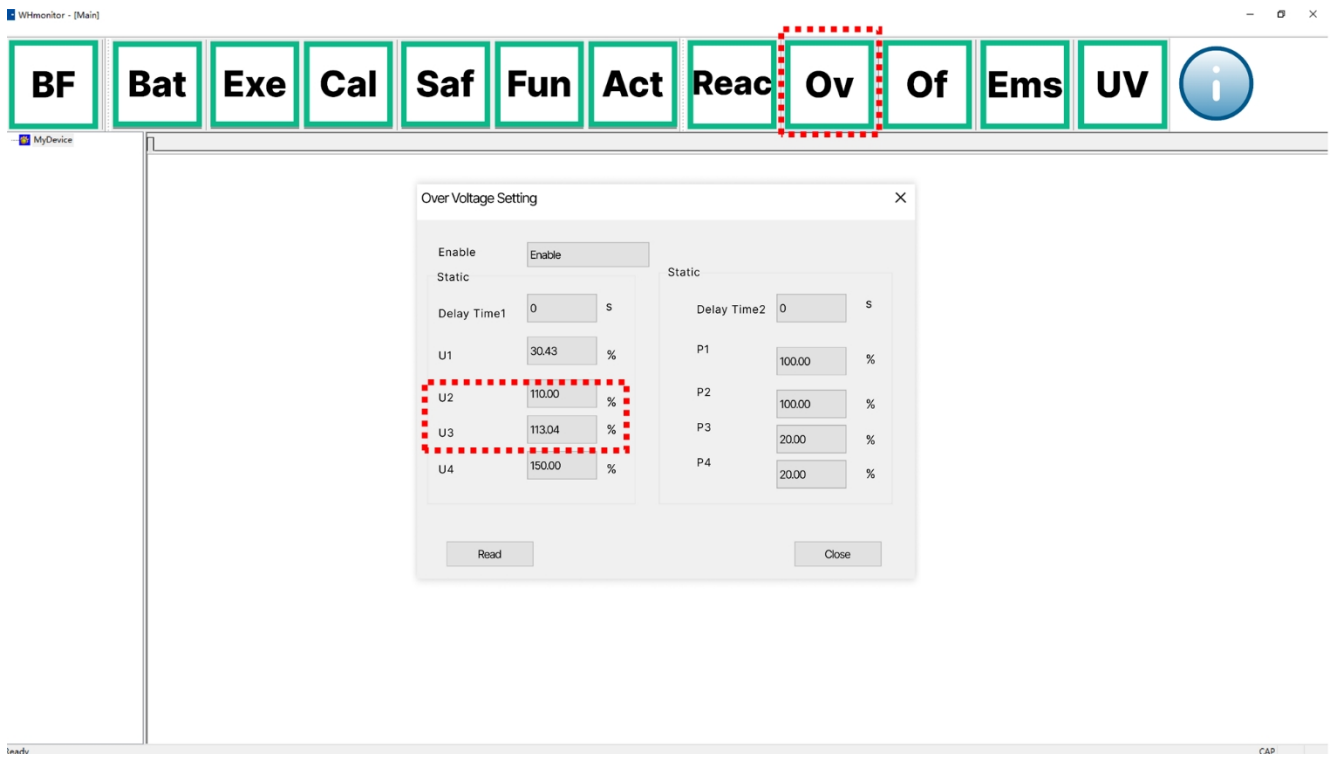 WHmonitor - [Main]
BF Bat Exe Cal Saf Fun Act Reac Ov Of Ems UV i
MyDevice
Over Voltage Setting
Enable Enable
Static
Delay Time1 0 s
U1 30.43 %
U2 110.00 %
U3 113.04 %
U4 150.00 %
Static
Delay Time2 0 s
P1 100.00 %
P2 100.00 %
P3 20.00 %
P4 20.00 %
Read Close
Ready CAP